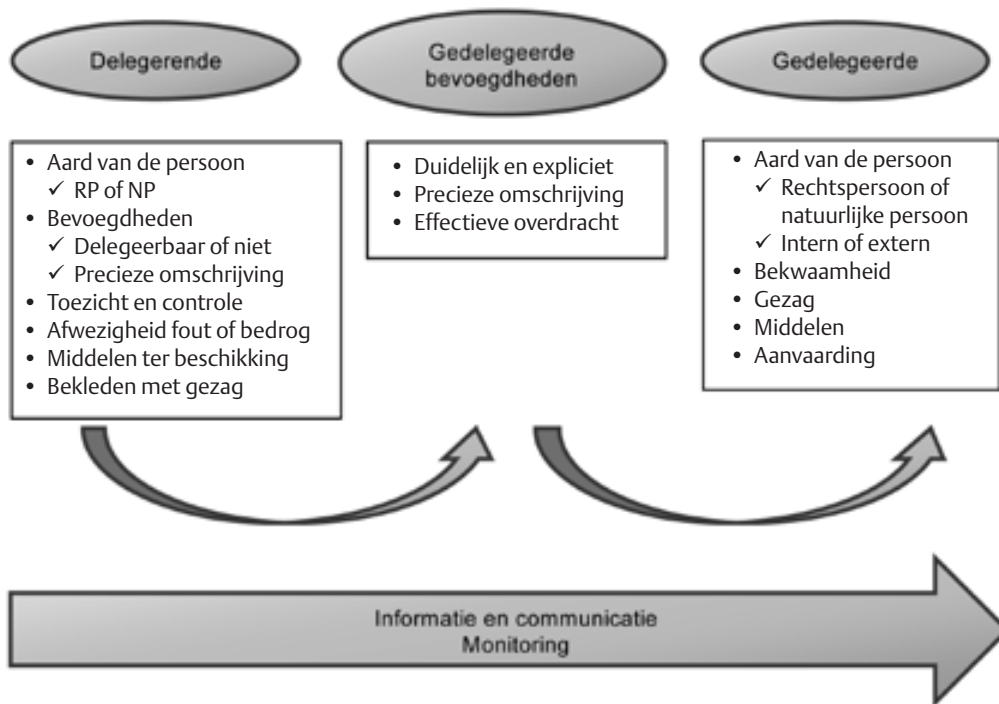 Delegerende
Gedelegeerde
bevoegdheden
Gedelegeerde
• Aard van de persoon
✓ RP of NP
• Bevoegdheden
✓ Delegeerbaar of niet
✓ Precieze omschrijving
• Toezicht en controle
• Afwezigheid fout of bedrog
• Middelen ter beschikking
• Bekleden met gezag
• Duidelijk en expliciet
• Precieze omschrijving
• Effectieve overdracht
• Aard van de persoon
✓ Rechtspersoon of
natuurlijke persoon
✓ Intern of extern
• Bekwaamheid
• Gezag
• Middelen
• Aanvaarding
Informatie en communicatie
Monitoring